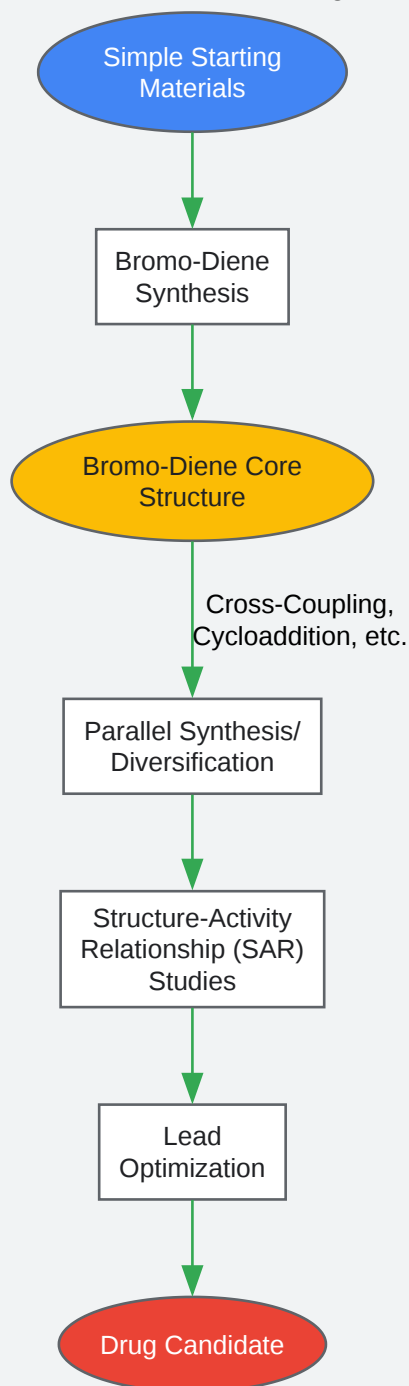 Simple Starting
Materials
Bromo-Diene
Synthesis
Bromo-Diene Core
Structure
Cross-Coupling,
Cycloaddition, etc.
Parallel Synthesis/
Diversification
Structure-Activity
Relationship (SAR)
Studies
Lead
Optimization
Drug Candidate